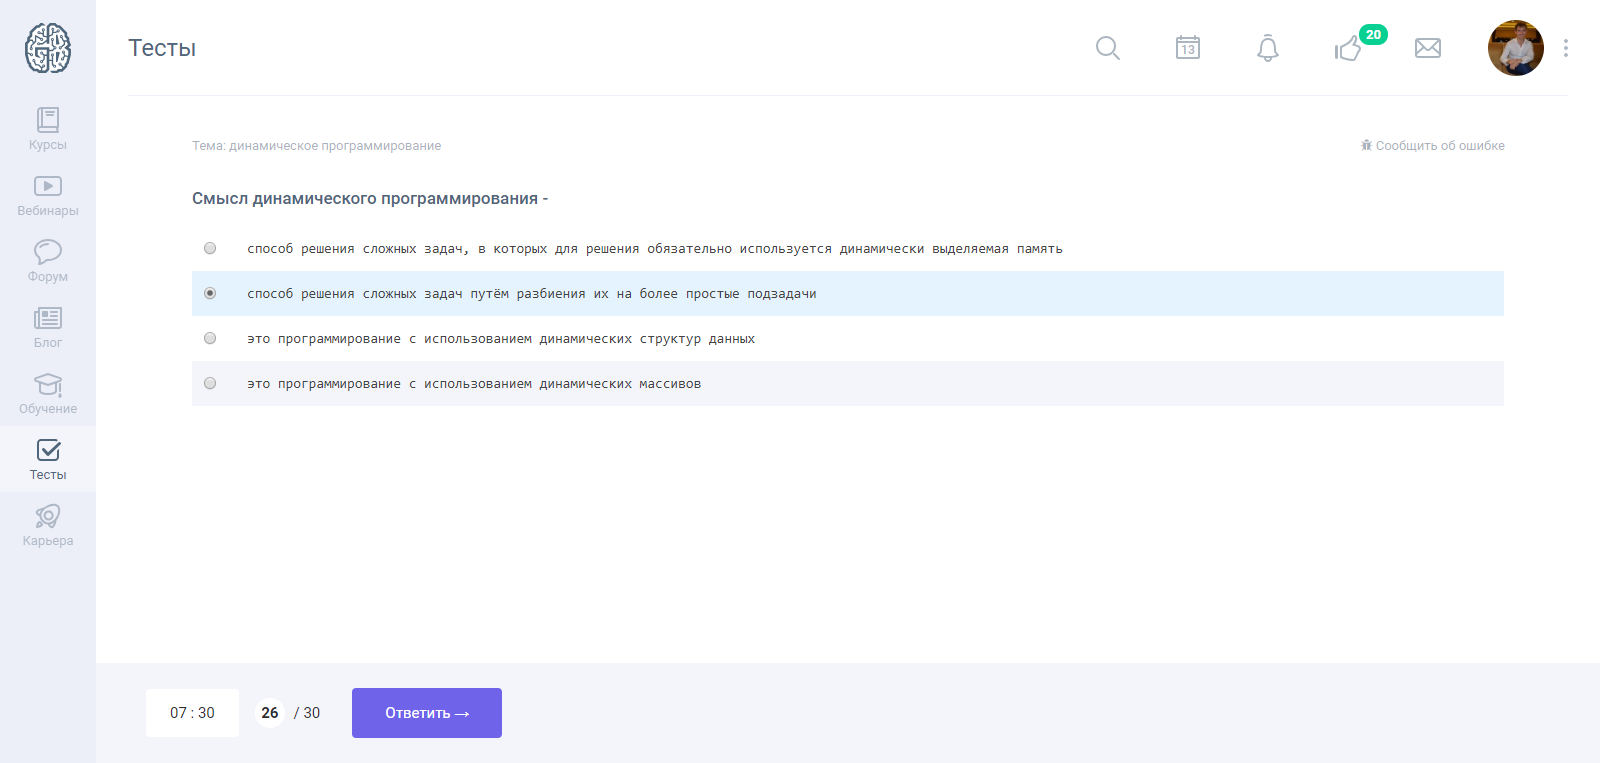 Тесты
13
20
Курсы
Вебинары
Форум
Блог
Обучение
Тесты
Карьера
Тема: динамическое программирование
Сообщить об ошибке
Смысл динамического программирования -
способ решения сложных задач, в которых для решения обязательно используется динамически выделяемая память
способ решения сложных задач путём разбиения их на более простые подзадачи
это программирование с использованием динамических структур данных
это программирование с использованием динамических массивов
07 : 30 26 / 30 Ответить →